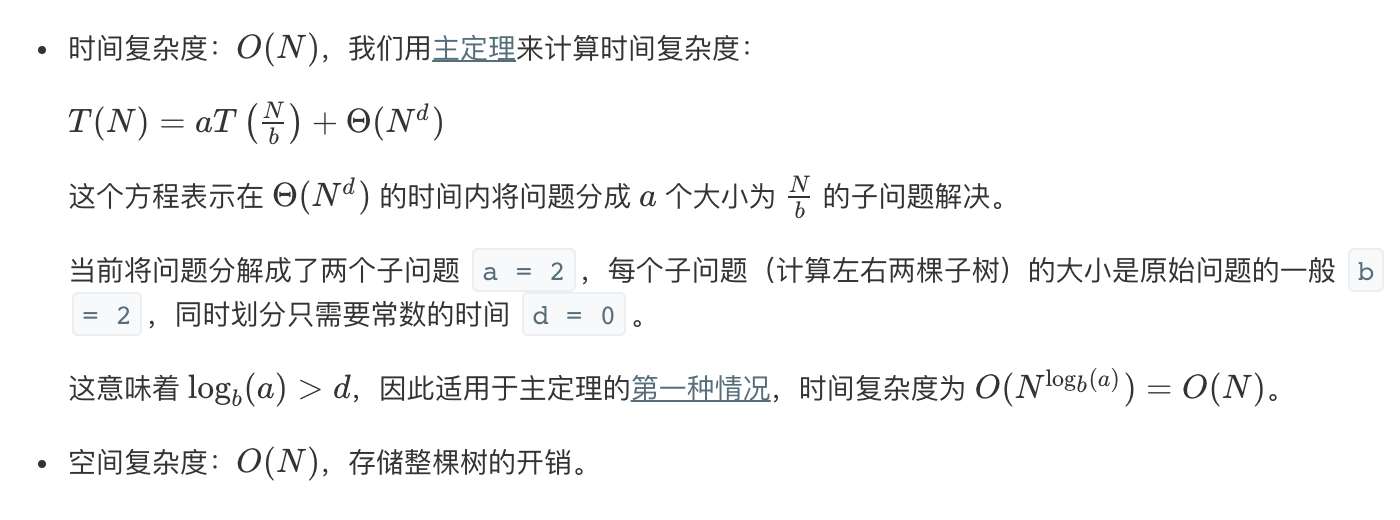 • 时间复杂度：O(N)，我们用主定理来计算时间复杂度：
T(N) = aT(N/b) + Θ(N^d)
这个方程表示在 Θ(N^d) 的时间内将问题分成 a 个大小为 N/b 的子问题解决。
当前将问题分解成了两个子问题 a = 2，每个子问题（计算左右两棵子树）的大小是原始问题的一般 b
= 2，同时划分只需要常数的时间 d = 0。
这意味着 log_b(a) > d，因此适用于主定理的第一种情况，时间复杂度为 O(N^{log_b(a)}) = O(N)。
• 空间复杂度：O(N)，存储整棵树的开销。